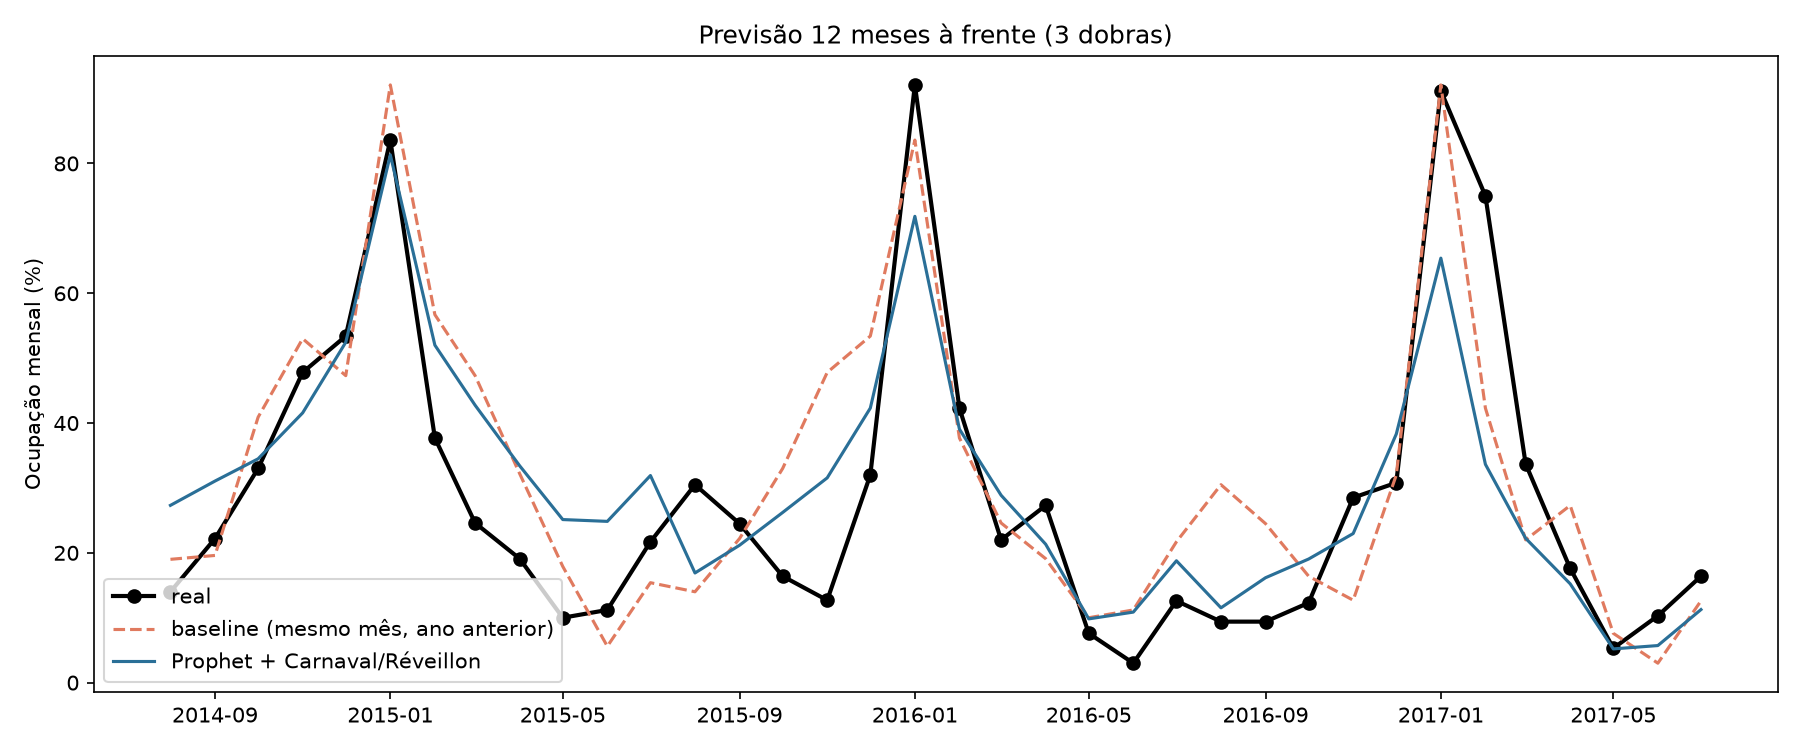 Previsão 12 meses à frente (3 dobras)
Ocupação mensal (%)
80
60
40
20
0
real
baseline (mesmo mês, ano anterior)
Prophet + Carnaval/Réveillon
2014-09
2015-01
2015-05
2015-09
2016-01
2016-05
2016-09
2017-01
2017-05